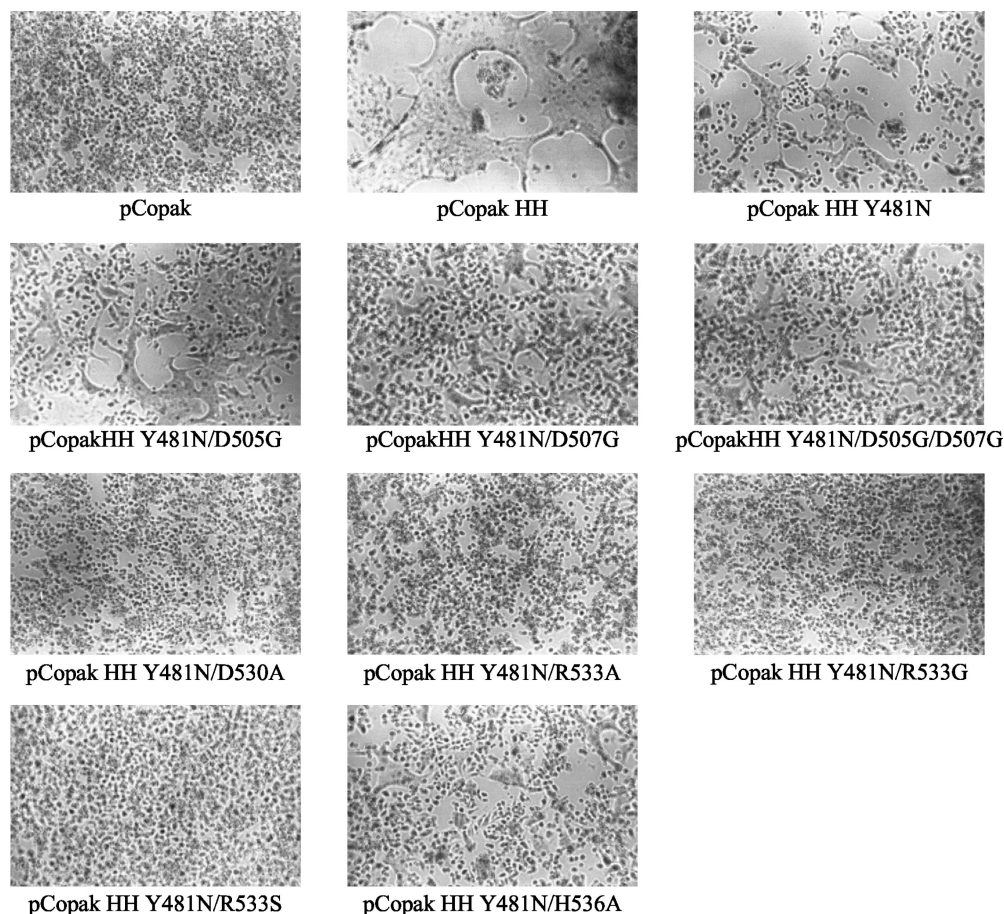 pCopak
pCopak HH
pCopak HH Y481N
pCopakHH Y481N/D505G
pCopakHH Y481N/D507G
pCopakHH Y481N/D505G/D507G
pCopak HH Y481N/D530A
pCopak HH Y481N/R533A
pCopak HH Y481N/R533G
pCopak HH Y481N/R533S
pCopak HH Y481N/H536A